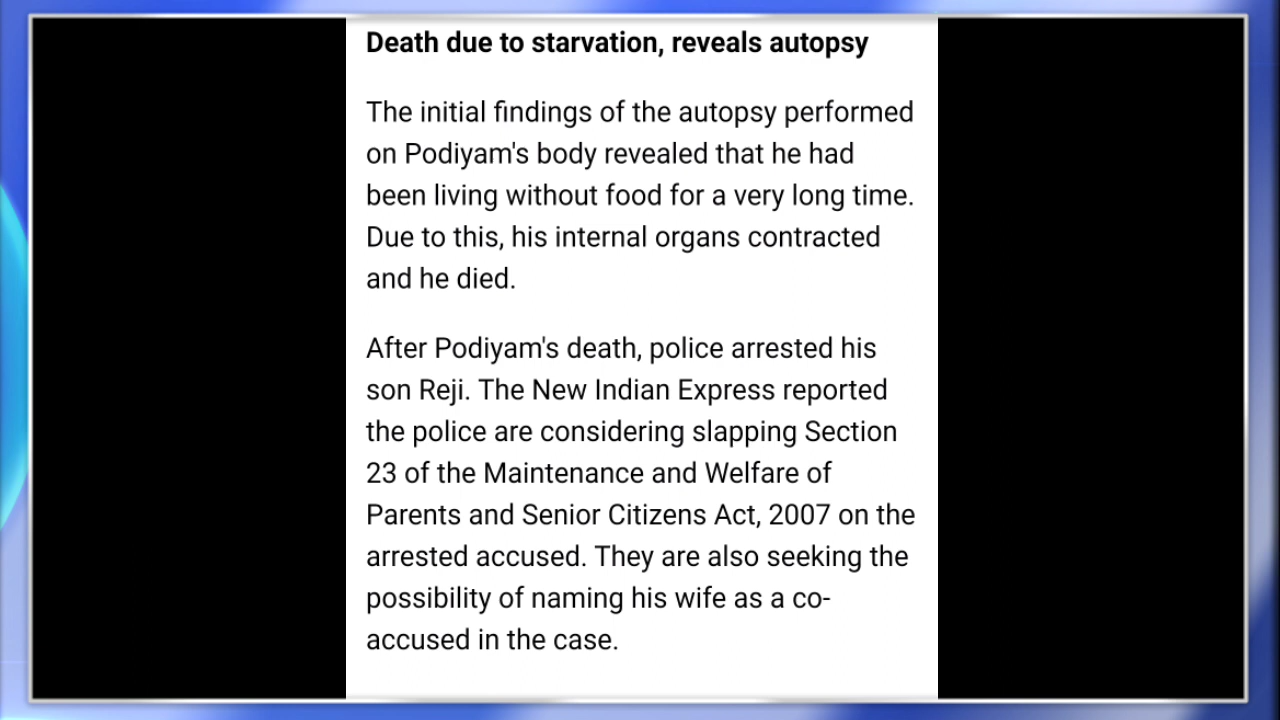 Death due to starvation, reveals autopsy
The initial findings of the autopsy performed
on Podiyam's body revealed that he had
been living without food for a very long time.
Due to this, his internal organs contracted
and he died.
After Podiyam's death, police arrested his
son Reji. The New Indian Express reported
the police are considering slapping Section
23 of the Maintenance and Welfare of
Parents and Senior Citizens Act, 2007 on the
arrested accused. They are also seeking the
possibility of naming his wife as a co-
accused in the case.